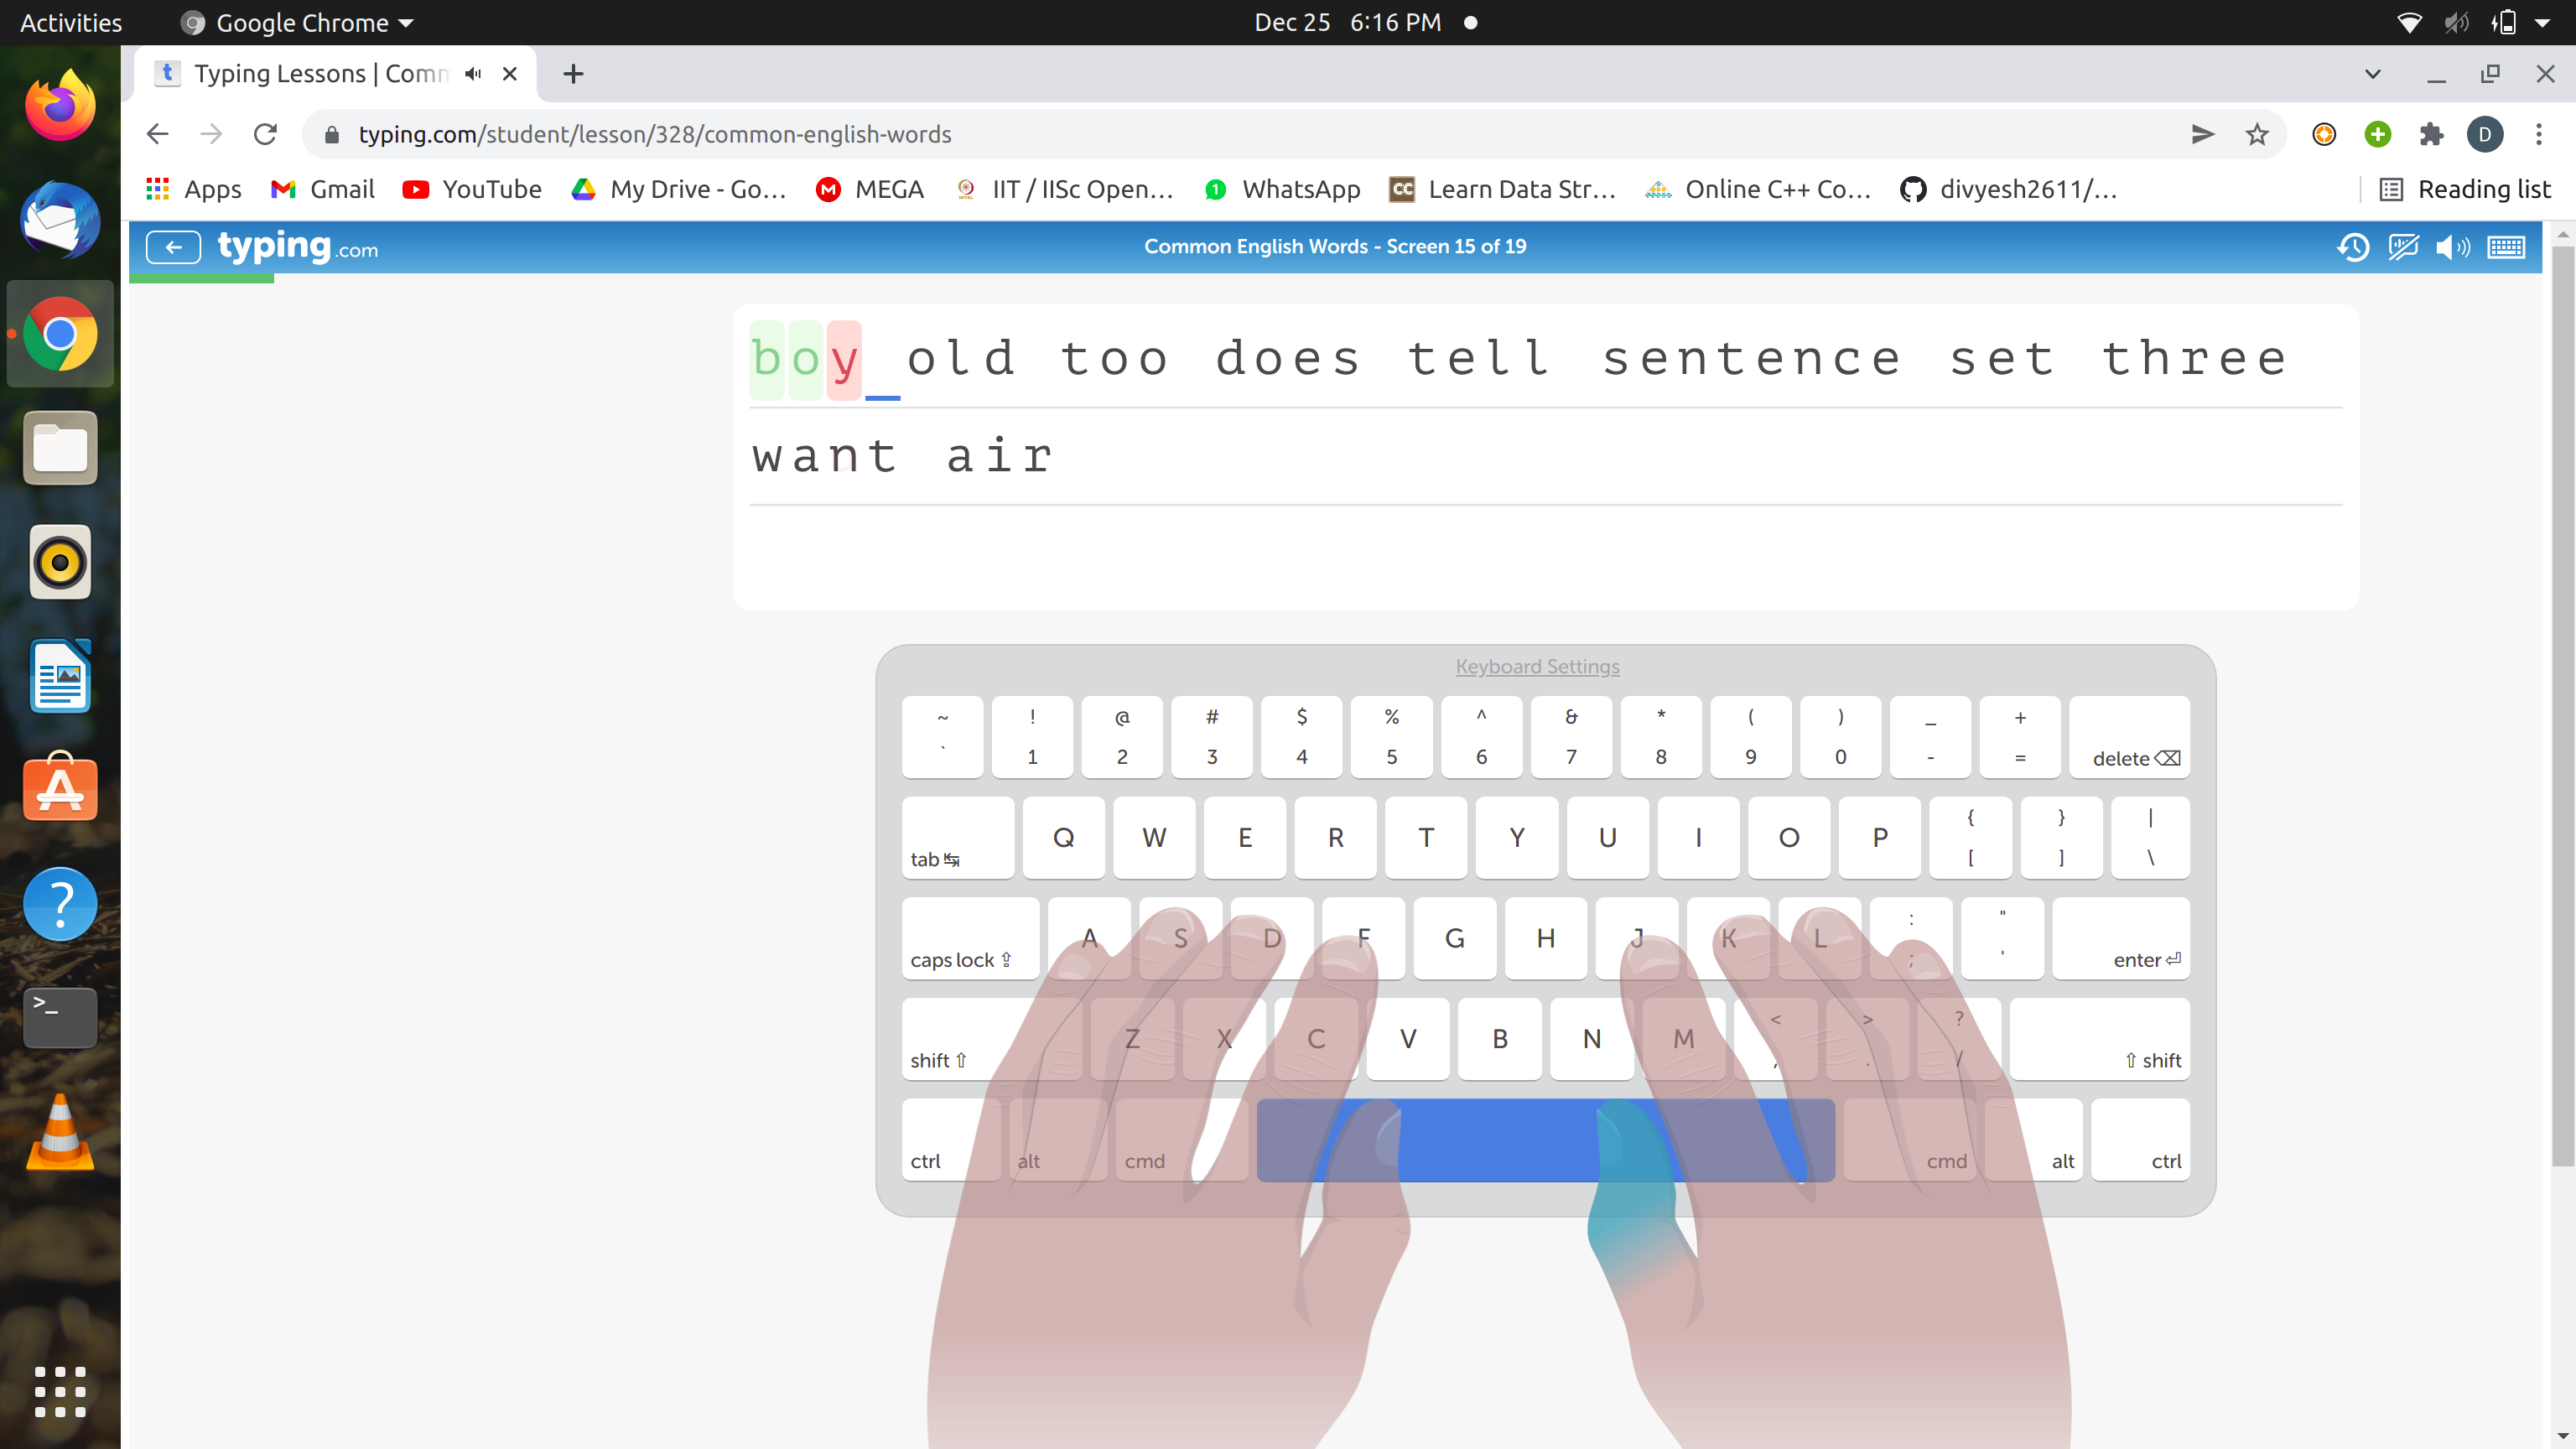 Activities Google Chrome Dec 25 6:16 PM
t Typing Lessons | Comm
typing.com/student/lesson/328/common-english-words D
Apps Gmail YouTube My Drive - Go... M MEGA IIT / IISc Open... 1 WhatsApp CC Learn Data Str... Online C++ Co... divyesh2611/... Reading list
typing.com Common English Words - Screen 15 of 19
boy old too does tell sentence set three
want air
Keyboard Settings
~ ! @ # $ % ^ & * ( ) _ +
` 1 2 3 4 5 6 7 8 9 0 - = delete ⌫
tab ↹ Q W E R T Y U I O P { [ } ] | \
caps lock ⇪ A S D F G H J K L : ; " ' enter ⏎
shift ⇧ Z X C V B N M < , > . ? / ⇧ shift
ctrl alt cmd cmd alt ctrl